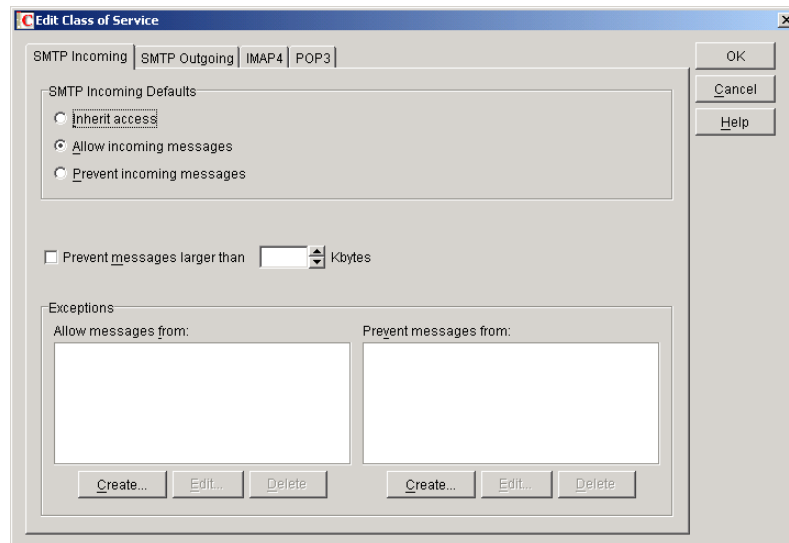 Edit Class of Service
SMTP Incoming SMTP Outgoing IMAP4 POP3
OK
Cancel
Help
SMTP Incoming Defaults
Inherit access
Allow incoming messages
Prevent incoming messages
Prevent messages larger than Kbytes
Exceptions
Allow messages from: Prevent messages from:
Create... Edit... Delete Create... Edit... Delete